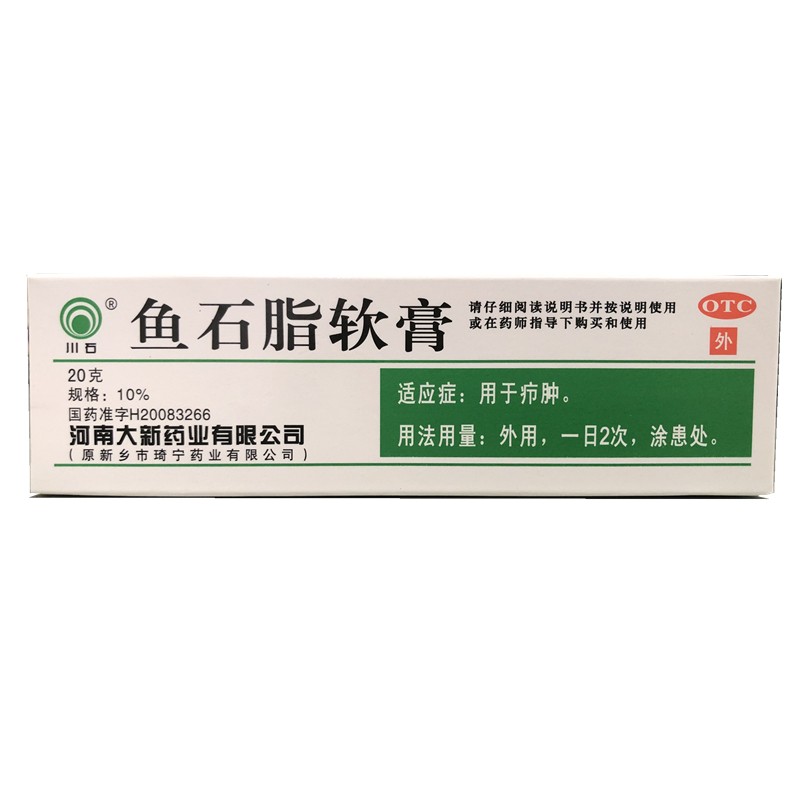 ®
川石
鱼石脂软膏
请仔细阅读说明书并按说明使用
或在药师指导下购买和使用
OTC
外
20克
规格：10%
国药准字H20083266
河南大新药业有限公司
(原新乡市琦宁药业有限公司)
适应症：用于疖肿。
用法用量：外用，一日2次，涂患处。